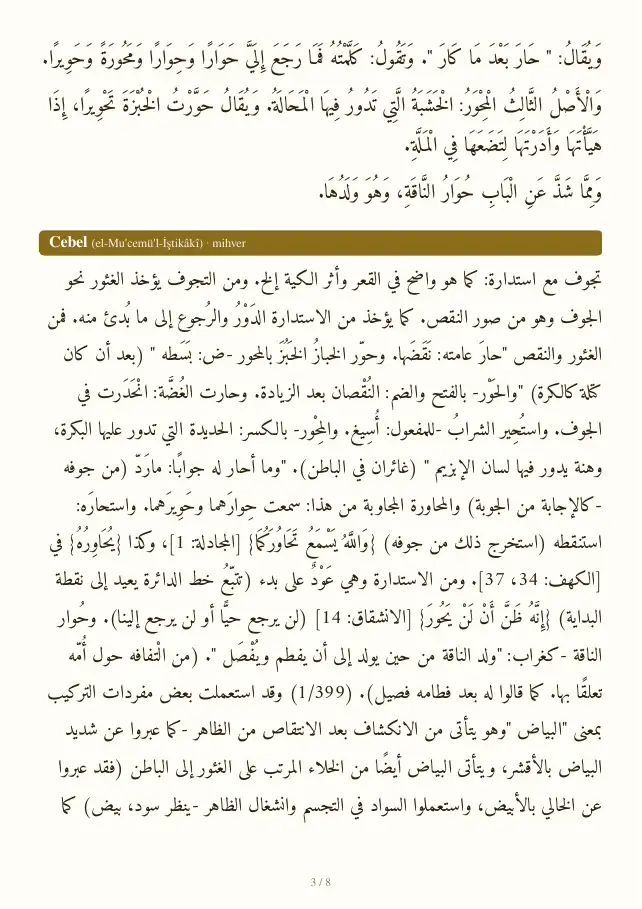 وَيُقَالُ: " حَارَ بَعْدَ مَا كَارَ ". وَتَقُولُ: كَلَّمْتُهُ فَمَا رَجَعَ إِلَيَّ حَوَارًا وَحِوَارًا وَمَحُورَةً وَحَوِيرًا.
وَالْأَصْلُ الثَّالِثُ الْمِحْوَرُ: الْخَشَبَةُ الَّتِي تَدُورُ فِيهَا الْمَحَالَةُ. وَيُقَالُ حَوَّرْتُ الْخُبْزَةَ تَحْوِيرًا، إِذَا
هَيَّأْتَهَا وَأَدَرْتَهَا لِتَضَعَهَا فِي الْمَلَّةِ.
وَمِمَّا شَذَّ عَنِ الْبَابِ حُوَارُ النَّاقَةِ، وَهُوَ وَلَدُهَا.
Cebel (el-Mu'cemü'l-İştikâkî) · mihver
تجوف مع استدارة: كما هو واضح في القعر وأثر الكية إلخ. ومن التجوف يؤخذ الغئور نحو
الجوف وهو من صور النقص. كما يؤخذ من الاستدارة الدَوْرُ والرُجوع إلى ما بُدئ منه. فمن
الغئور والنقص "حارَ عامته: نَقَضَها. وحوّر الخبازُ الخَبْزَ بالمحور -ض: بَسَطه " (بعد أن كان
كتلة كالكرة) "والحَوْر- بالفتح والضم: النُقْصان بعد الزيادة. وحارت الغُصَّة: انْحَدَرت في
الجوف. واستُحِير الشرابُ -للمفعول: أُسِيغ. والمِحْور- بالكسر: الحديدة التي تدور عليها البكرة،
وهنة يدور فيها لسان الإبزيم " (غائران في الباطن). "وما أحار له جوابًا: مارَدّ (من جوفه
-كالإجابة من الجوبة) والمحاورة المجاوبة من هذا: سمعت حِوارَهما وحَوِيرَهما. واستحارَه:
استنقطه (استخرج ذلك من جوفه) {وَاللَّهُ يَسْمَعُ تَحَاوُرَكُمَا} [المجادلة: 1]، وكذا {يُحَاوِرُهُ} في
[الكهف: 34، 37]. ومن الاستدارة وهي عَوْدٌ على بدء (تتبّعُ خط الدائرة يعيد إلى نقطة
البداية) {إِنَّهُ ظَنَّ أَنْ لَنْ يَحُورَ} [الانشقاق: 14] (لن يرجع حيًّا أو لن يرجع إلينا). وحُوار
الناقة -كغراب: "ولد الناقة من حين يولد إلى أن يفطم ويُفْصَل ". (من الْتفافه حول أُمّه
تعلقًا بها. كما قالوا له بعد فطامه فصيل). (1/399) وقد استعملت بعض مفردات التركيب
بمعنى "البياض "وهو يتأتى من الانكشاف بعد الانتقاص من الظاهر -كما عبروا عن شديد
البياض بالأقشر، ويتأتى البياض أيضًا من الخلاء المرتب على الغئور إلى الباطن (فقد عبروا
عن الخالي بالأبيض، واستعملوا السواد في التجسم وانشغال الظاهر -ينظر سود، بيض) كما
3 / 8